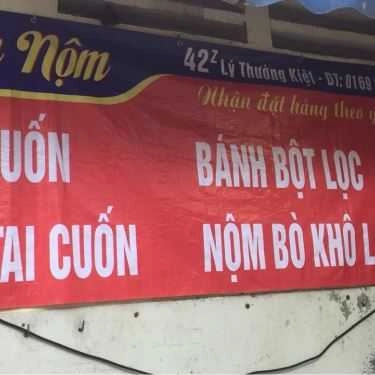 Nộm
42Z Lý Thường Kiệt - DT: 0169
Nhận đặt hàng theo
UỐN BÁNH BỘT LỌC
TAI CUỐN NỘM BÒ KHÔ L